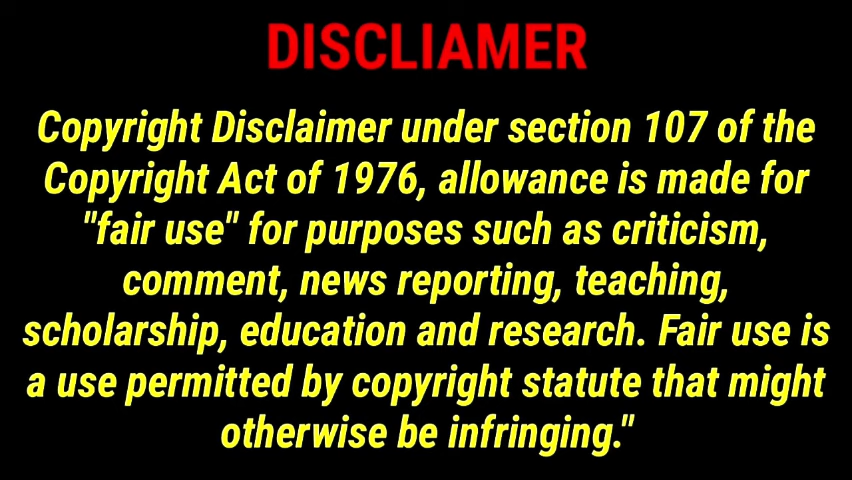 DISCLIAMER
Copyright Disclaimer under section 107 of the
Copyright Act of 1976, allowance is made for
"fair use" for purposes such as criticism,
comment, news reporting, teaching,
scholarship, education and research. Fair use is
a use permitted by copyright statute that might
otherwise be infringing."